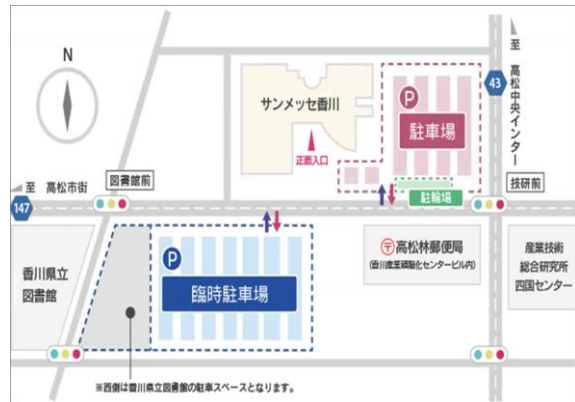 N
至 高松中央インター
43
サンメッセ香川
正面入口
P
駐車場
駐輪場
至 高松市街
図書館前
技研前
147
香川県立
図書館
P
臨時駐車場
〒高松林郵便局
(香川産業頭脳化センタービル内)
産業技術
総合研究所
四国センター
※西側は香川県立図書館の駐車スペースとなります。